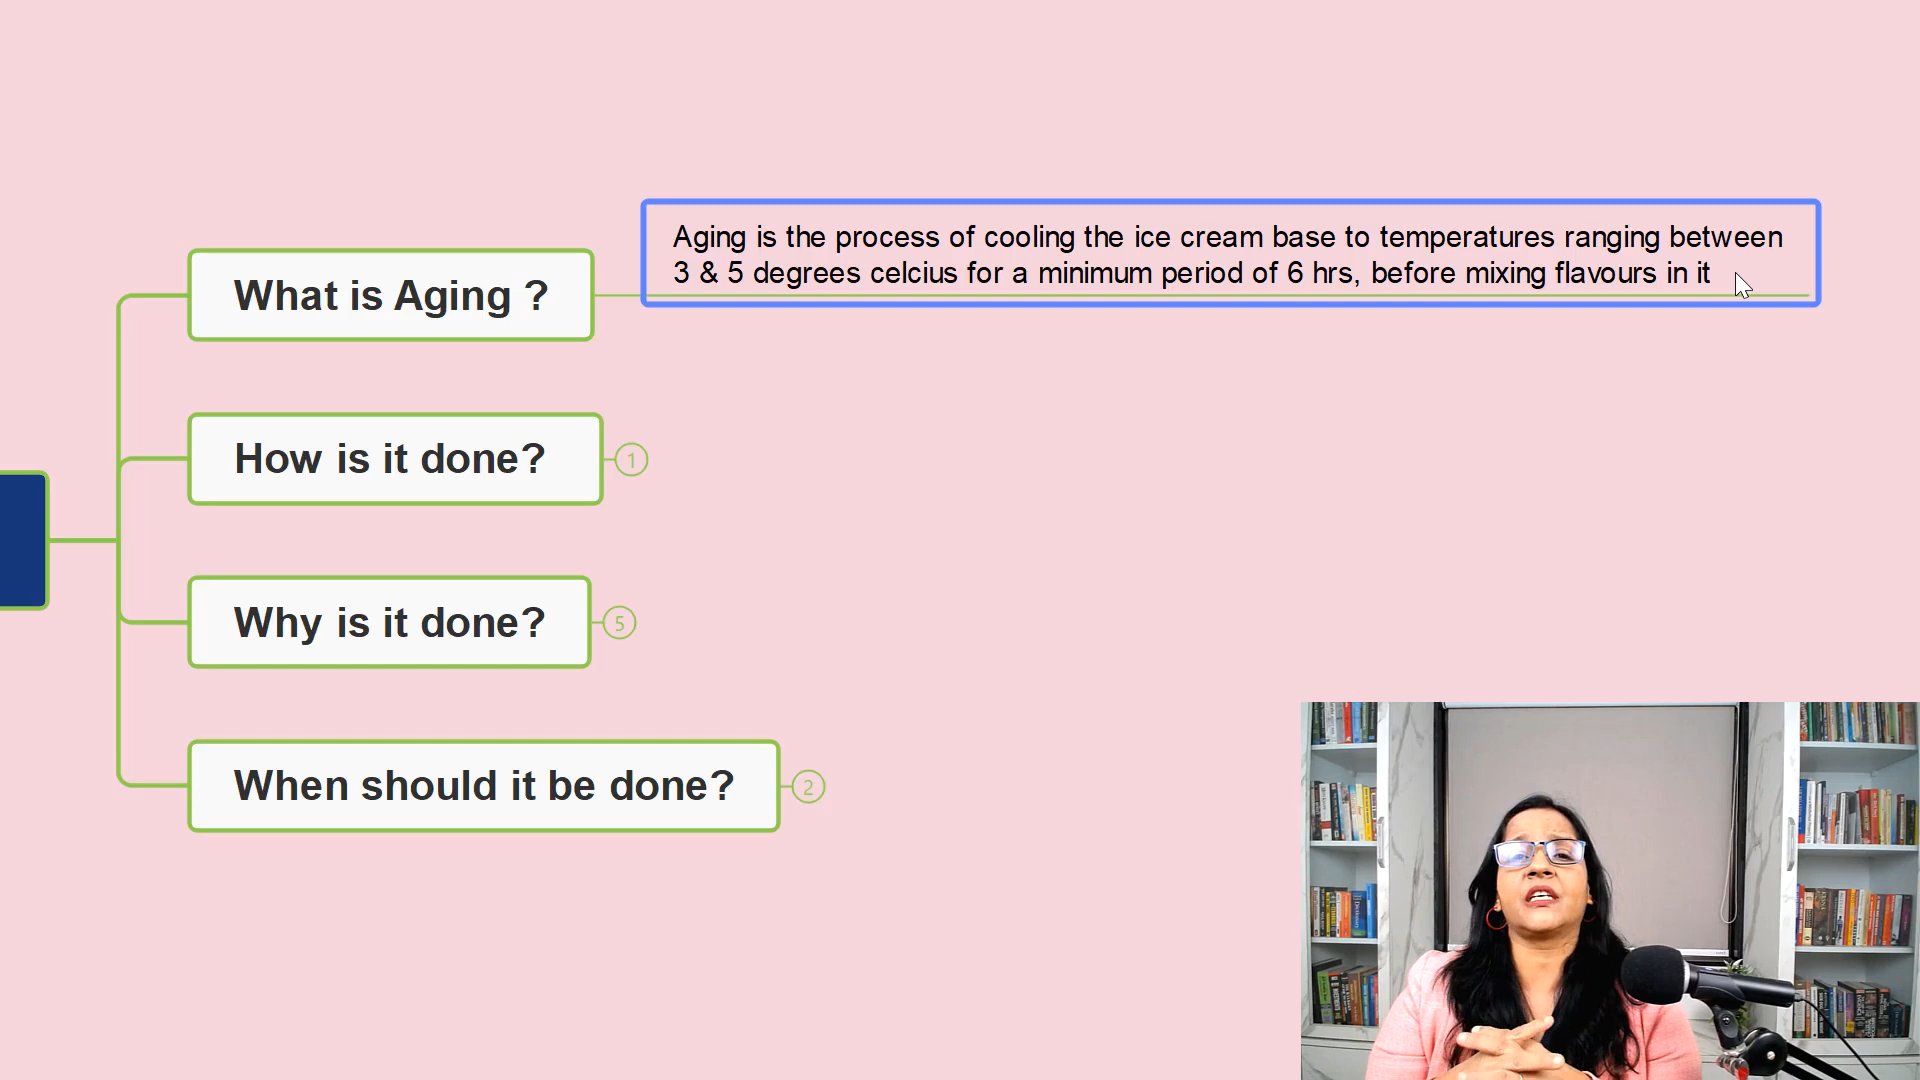 Aging is the process of cooling the ice cream base to temperatures ranging between
3 & 5 degrees celcius for a minimum period of 6 hrs, before mixing flavours in it
What is Aging ?
How is it done?
1
Why is it done?
5
When should it be done?
2